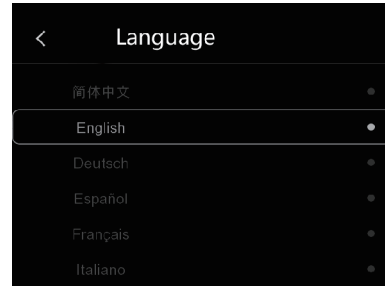 Language
简体中文
English
Deutsch
Español
Français
Italiano